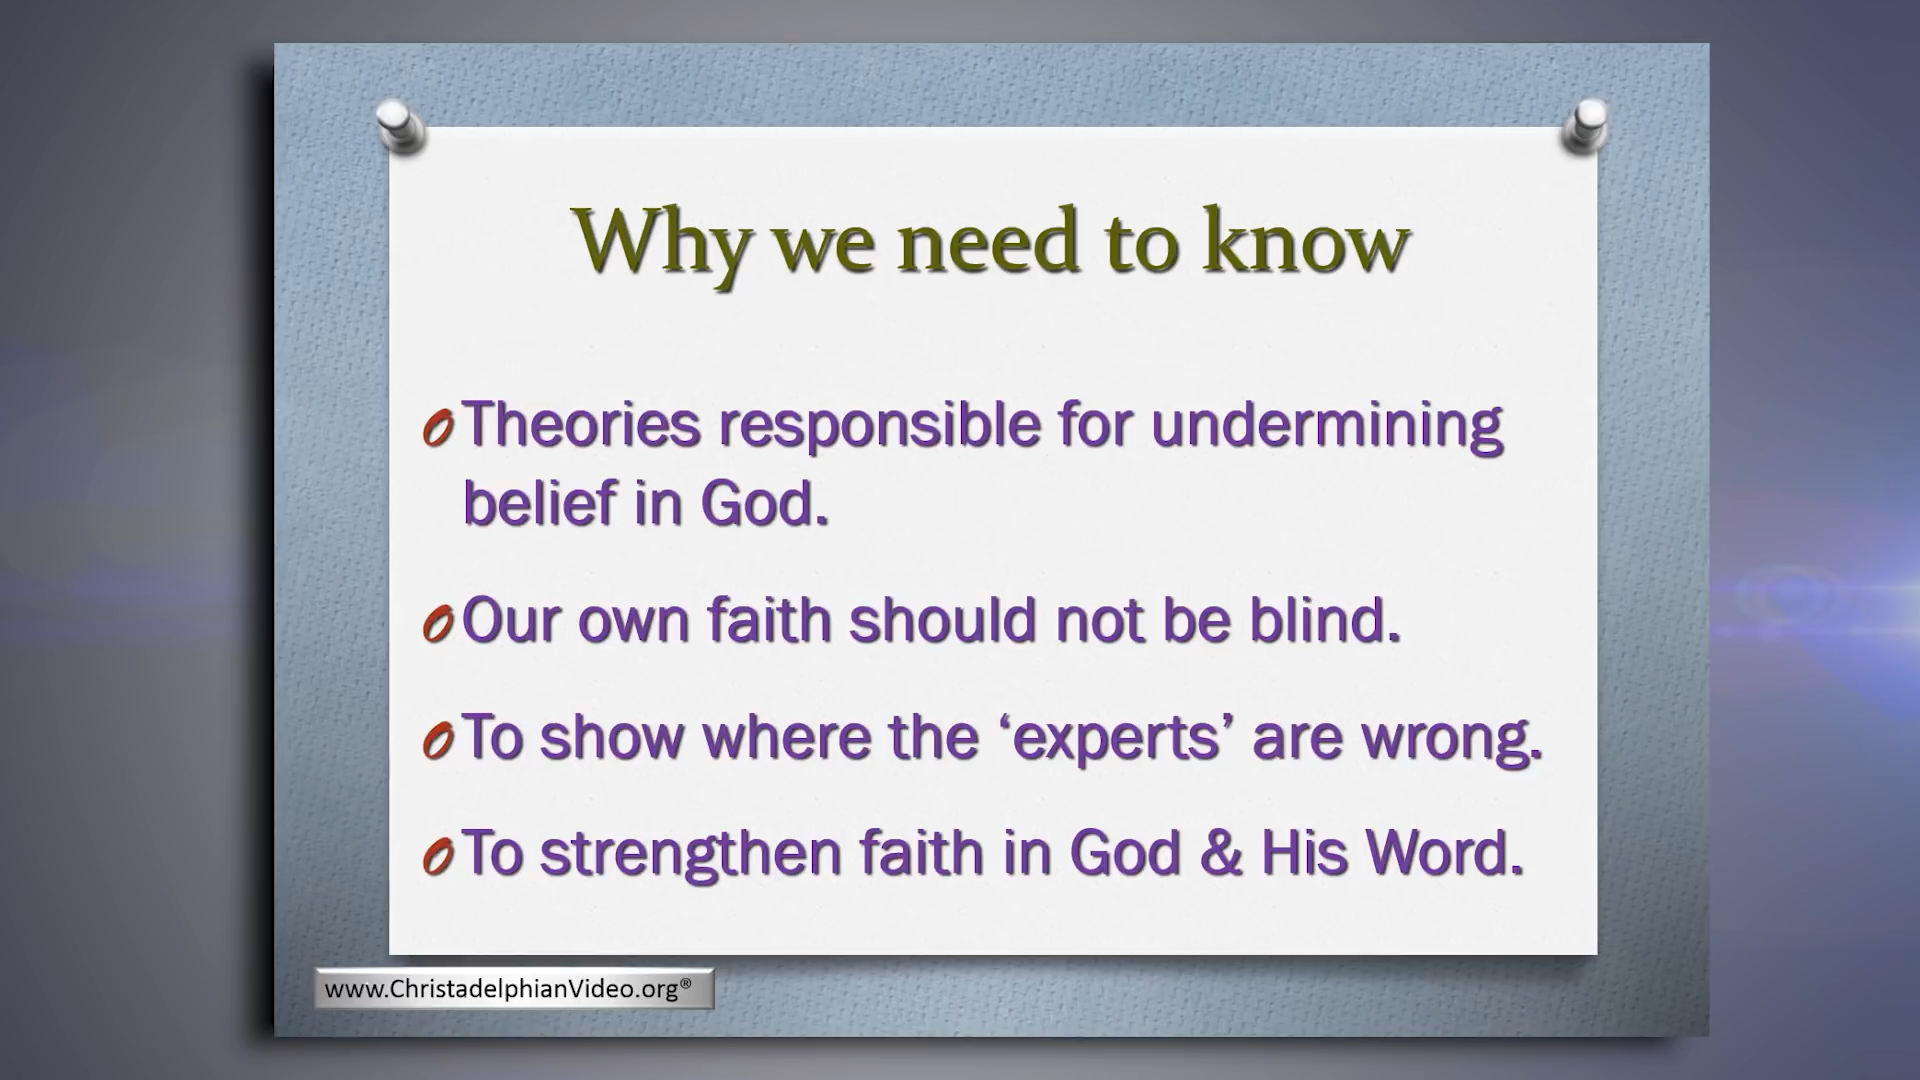 Why we need to know
Theories responsible for undermining
belief in God.
Our own faith should not be blind.
To show where the ‘experts’ are wrong.
To strengthen faith in God & His Word.
www.ChristadelphianVideo.org®